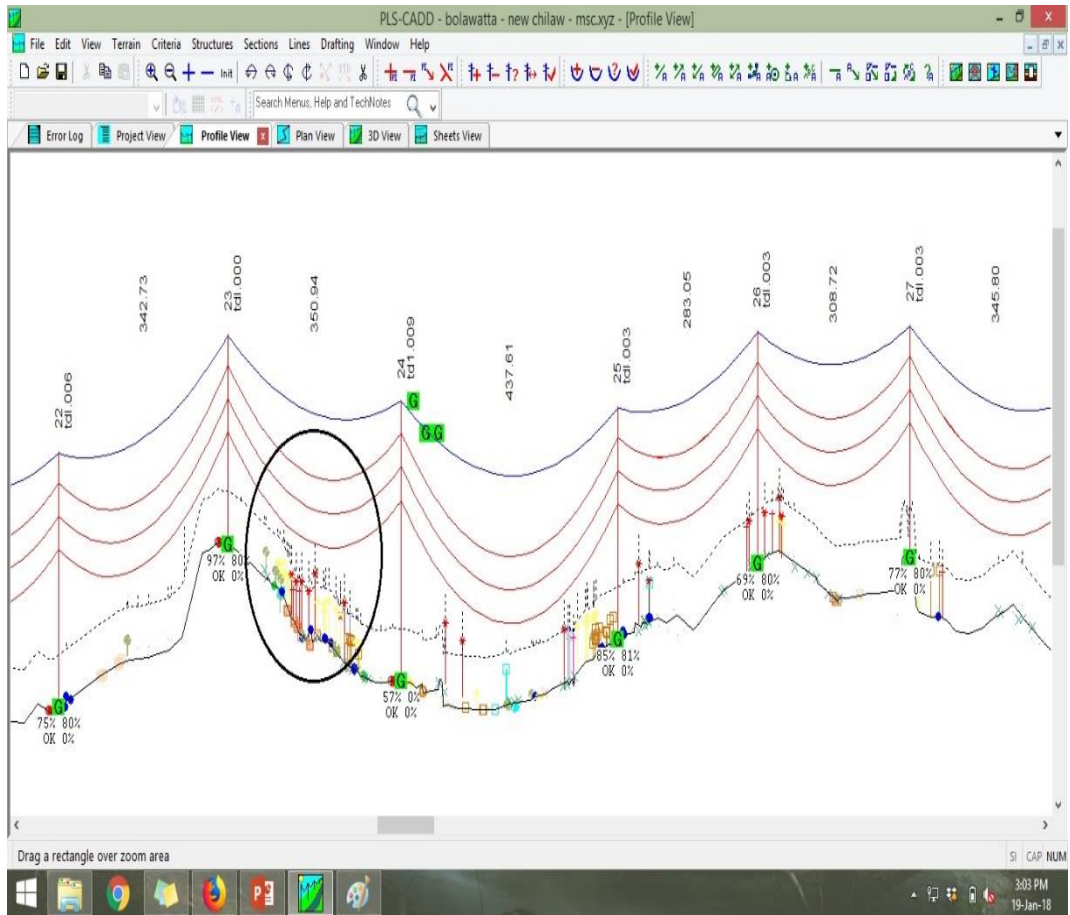 PLS-CADD - bolawatta - new chilaw - msc.xyz - [Profile View]
File Edit View Terrain Criteria Structures Sections Lines Drafting Window Help
Init
Search Menus, Help and TechNotes
Error Log Project View Profile View Plan View 3D View Sheets View
342.73
23
tdl.000
350.94
22
tdl.006
24
td1.009
437.61
25
tdl.003
283.05
26
tdl.003
308.72
27
tdl.003
345.80
G
G G
G
97% 80%
OK 0%
G
75% 80%
OK 0%
G
57% 0%
OK 0%
G
85% 81%
OK 0%
G
69% 80%
OK 0%
G
77% 80%
OK 0%
Drag a rectangle over zoom area
SI CAP NUM
3:03 PM
19-Jan-18